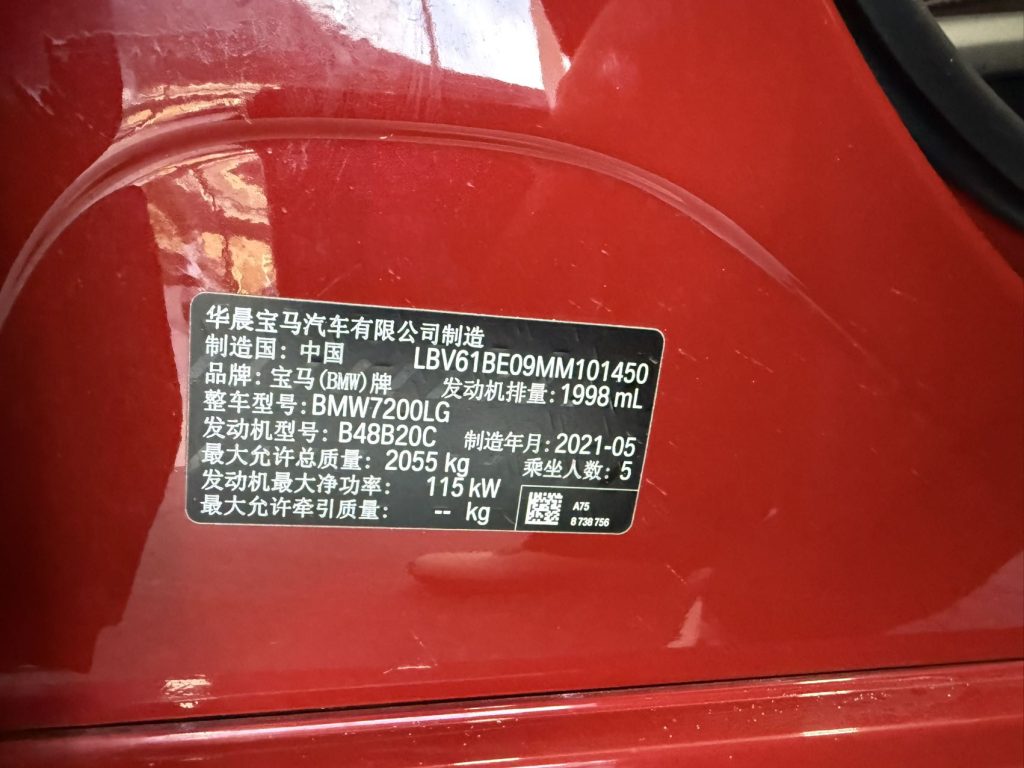 华晨宝马汽车有限公司制造
制造国：中国 LBV61BE09MM101450
品牌：宝马(BMW)牌 发动机排量：1998 mL
整车型号：BMW7200LG
发动机型号：B48B20C 制造年月：2021-05
最大允许总质量：2055 kg 乘坐人数：5
发动机最大净功率：115 kW
最大允许牵引质量：-- kg
A75
8 738 756